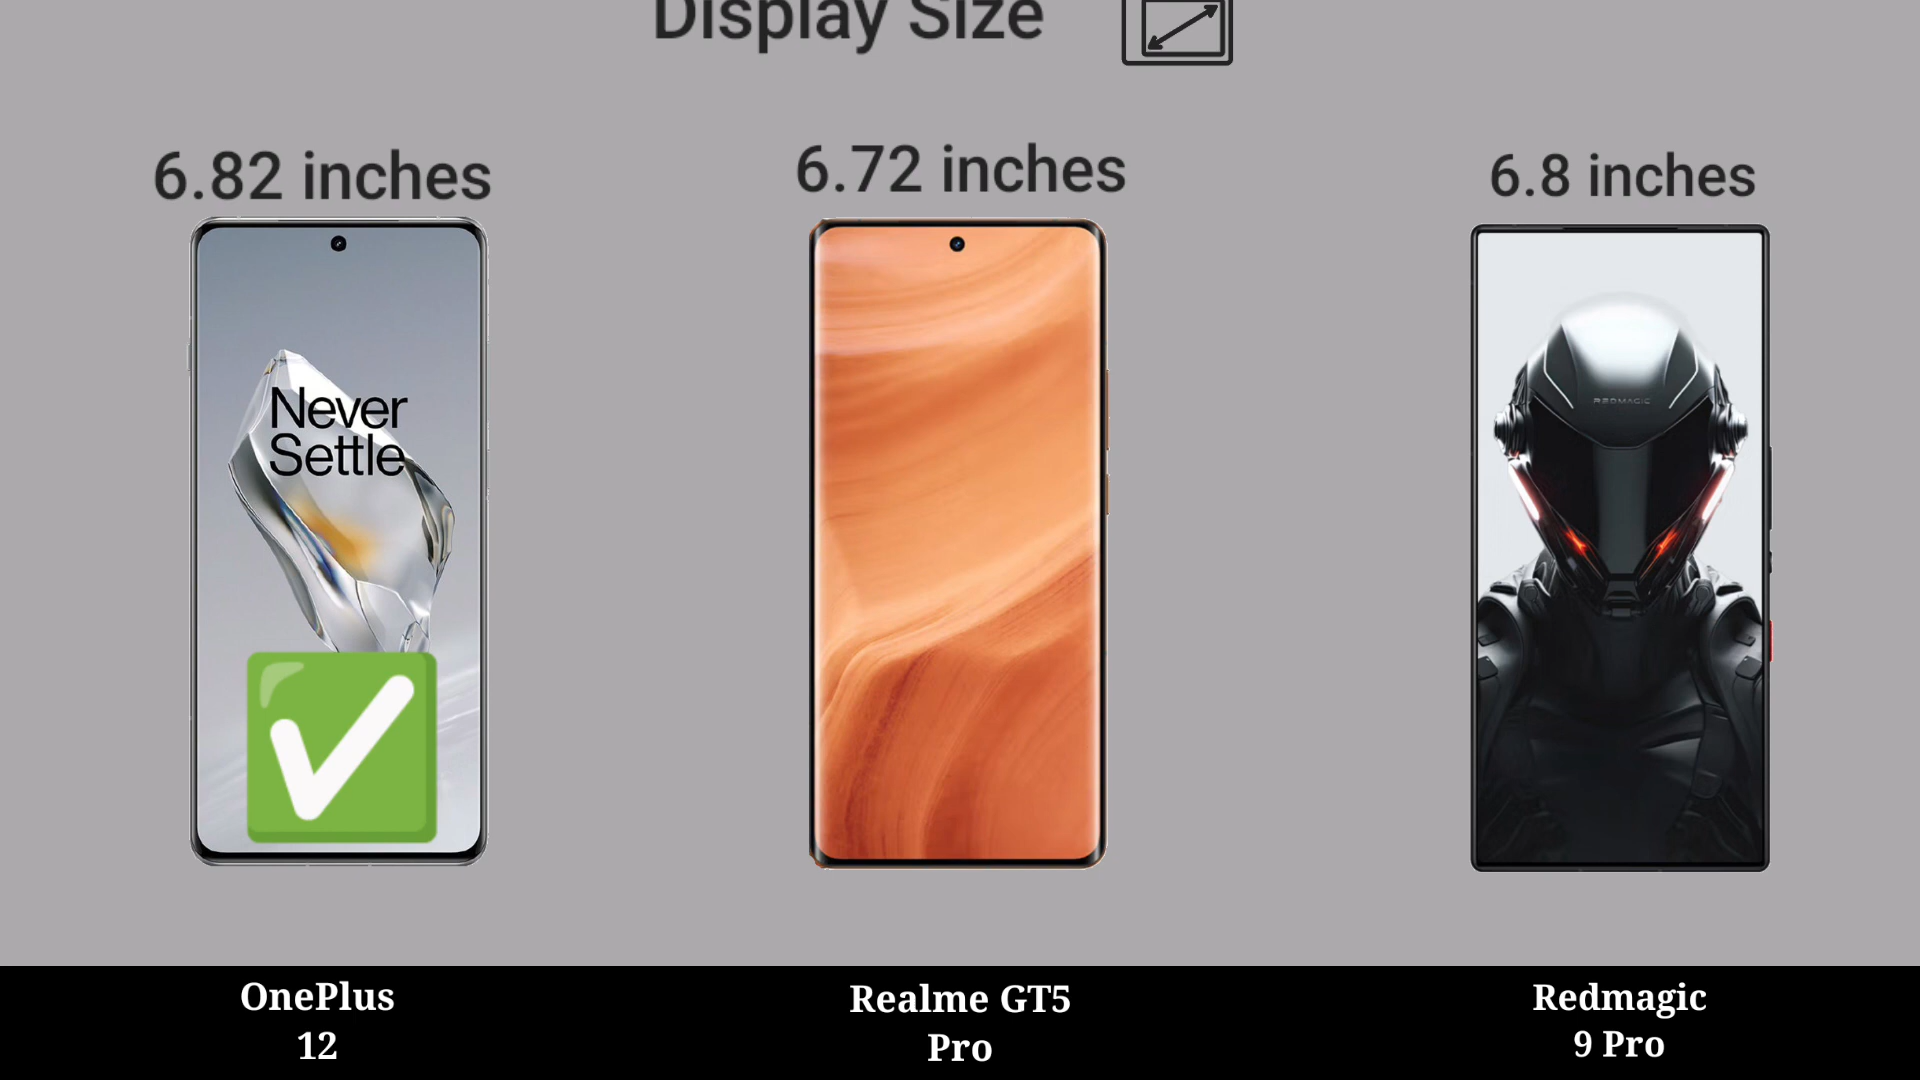 Display Size
6.82 inches
6.72 inches
6.8 inches
Never
Settle
REDMAGIC
OnePlus
12
Realme GT5
Pro
Redmagic
9 Pro